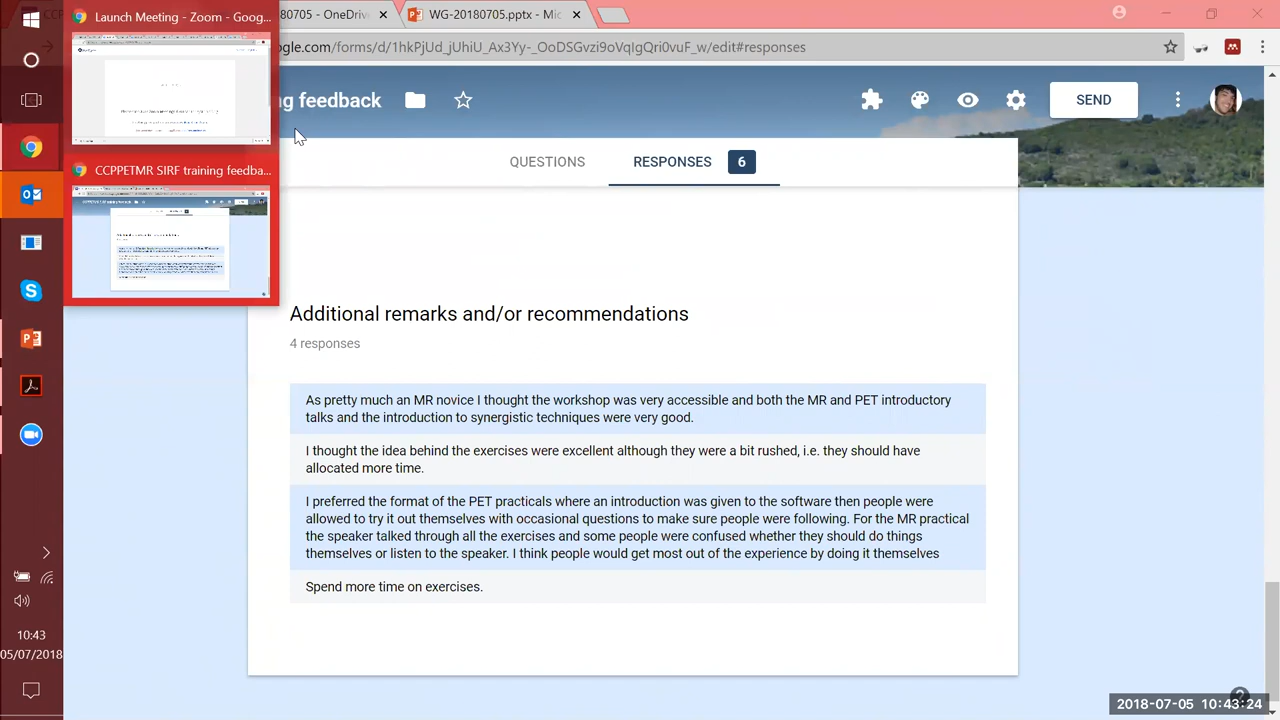 Launch Meeting - Zoom - Goog...
80705 - OneDriv
×
WG-2018
/edit#responses
CCPPETMR SIRF training feedba...
g feedback
SEND
QUESTIONS
RESPONSES
6
Additional remarks and/or recommendations
4 responses
As pretty much an MR novice I thought the workshop was very accessible and both the MR and PET introductory
talks and the introduction to synergistic techniques were very good.
I thought the idea behind the exercises were excellent although they were a bit rushed, i.e. they should have
allocated more time.
I preferred the format of the PET practicals where an introduction was given to the software then people were
allowed to try it out themselves with occasional questions to make sure people were following. For the MR practical
the speaker talked through all the exercises and some people were confused whether they should do things
themselves or listen to the speaker. I think people would get most out of the experience by doing it themselves
Spend more time on exercises.
10:43
05/07/2018
2018-07-05 10:43:24